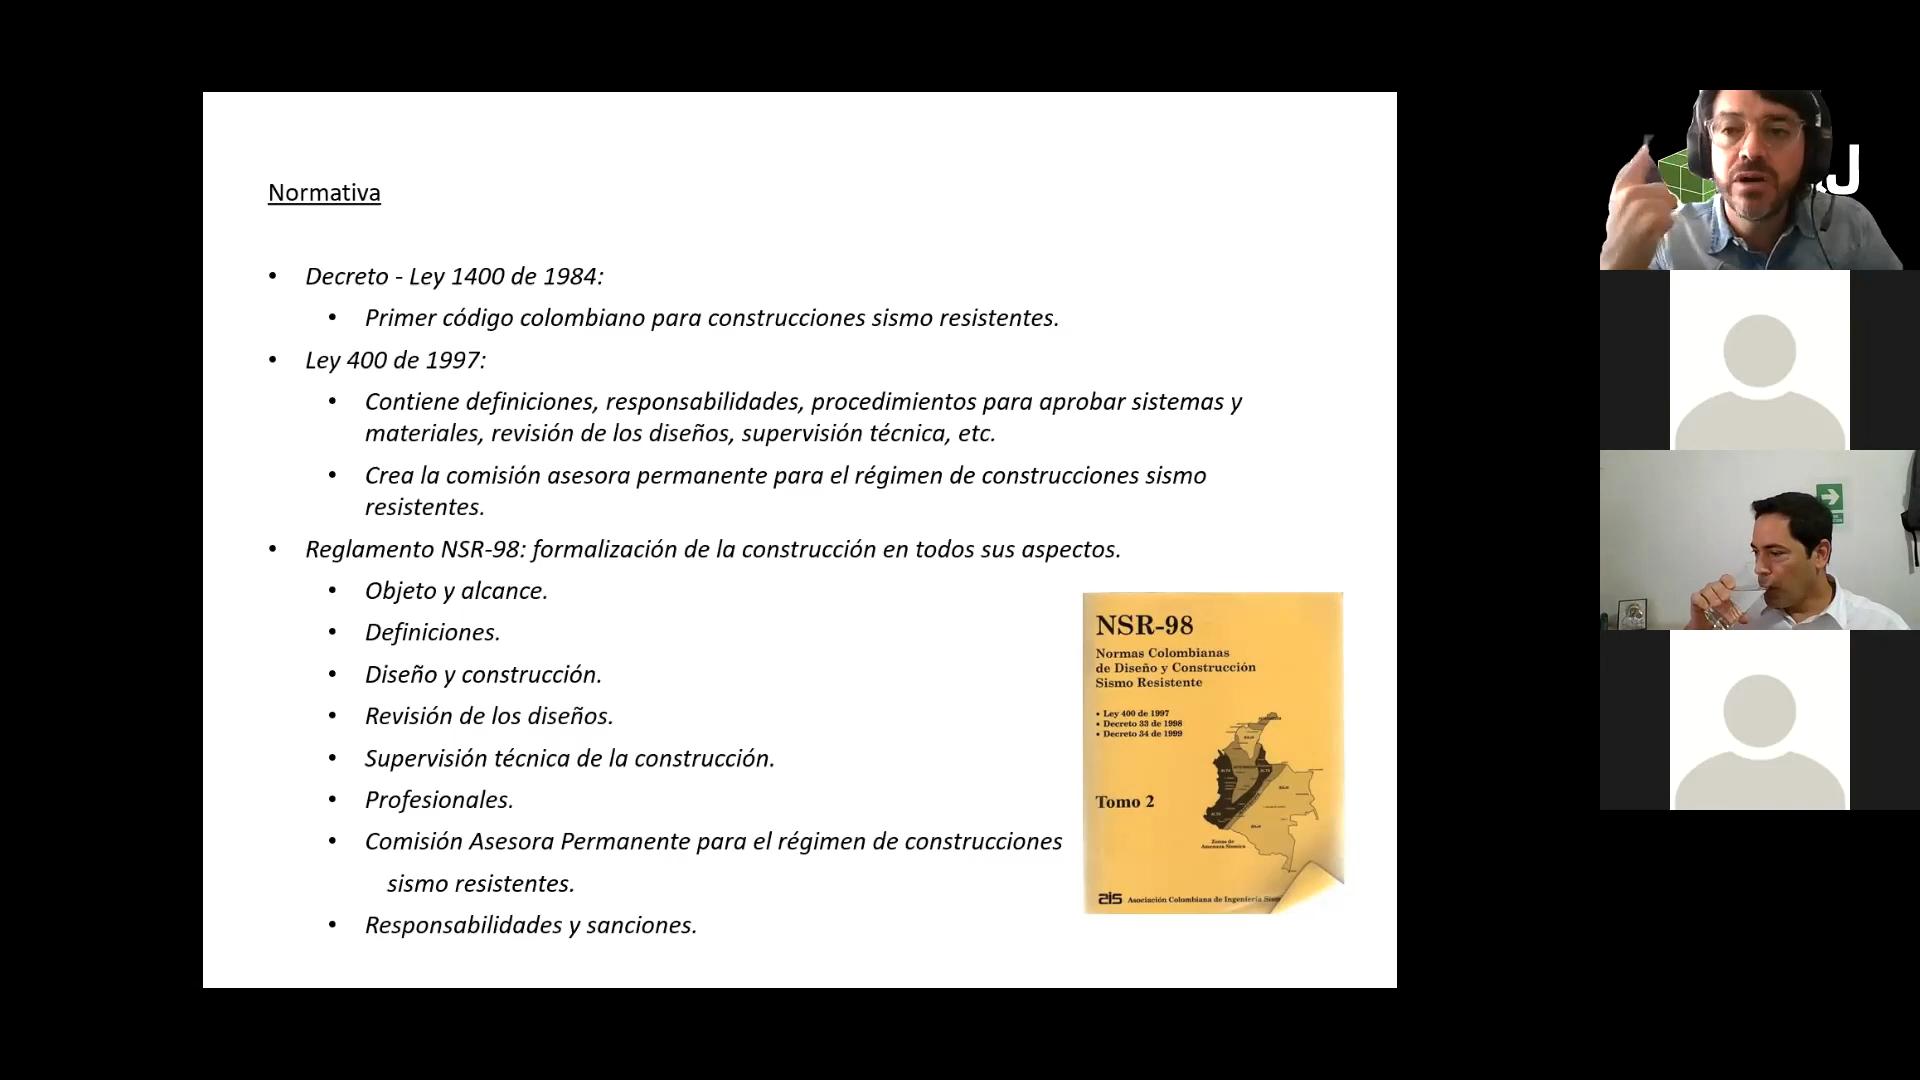 Normativa
• Decreto - Ley 1400 de 1984:
• Primer código colombiano para construcciones sismo resistentes.
• Ley 400 de 1997:
• Contiene definiciones, responsabilidades, procedimientos para aprobar sistemas y
materiales, revisión de los diseños, supervisión técnica, etc.
• Crea la comisión asesora permanente para el régimen de construcciones sismo
resistentes.
• Reglamento NSR-98: formalización de la construcción en todos sus aspectos.
• Objeto y alcance.
• Definiciones.
• Diseño y construcción.
• Revisión de los diseños.
• Supervisión técnica de la construcción.
• Profesionales.
• Comisión Asesora Permanente para el régimen de construcciones
sismo resistentes.
• Responsabilidades y sanciones.
NSR-98
Normas Colombianas
de Diseño y Construcción
Sismo Resistente
• Ley 400 de 1997
• Decreto 33 de 1998
• Decreto 34 de 1999
Tomo 2
Zonas de
Amenaza Sísmica
ais Asociación Colombiana de Ingeniería
J